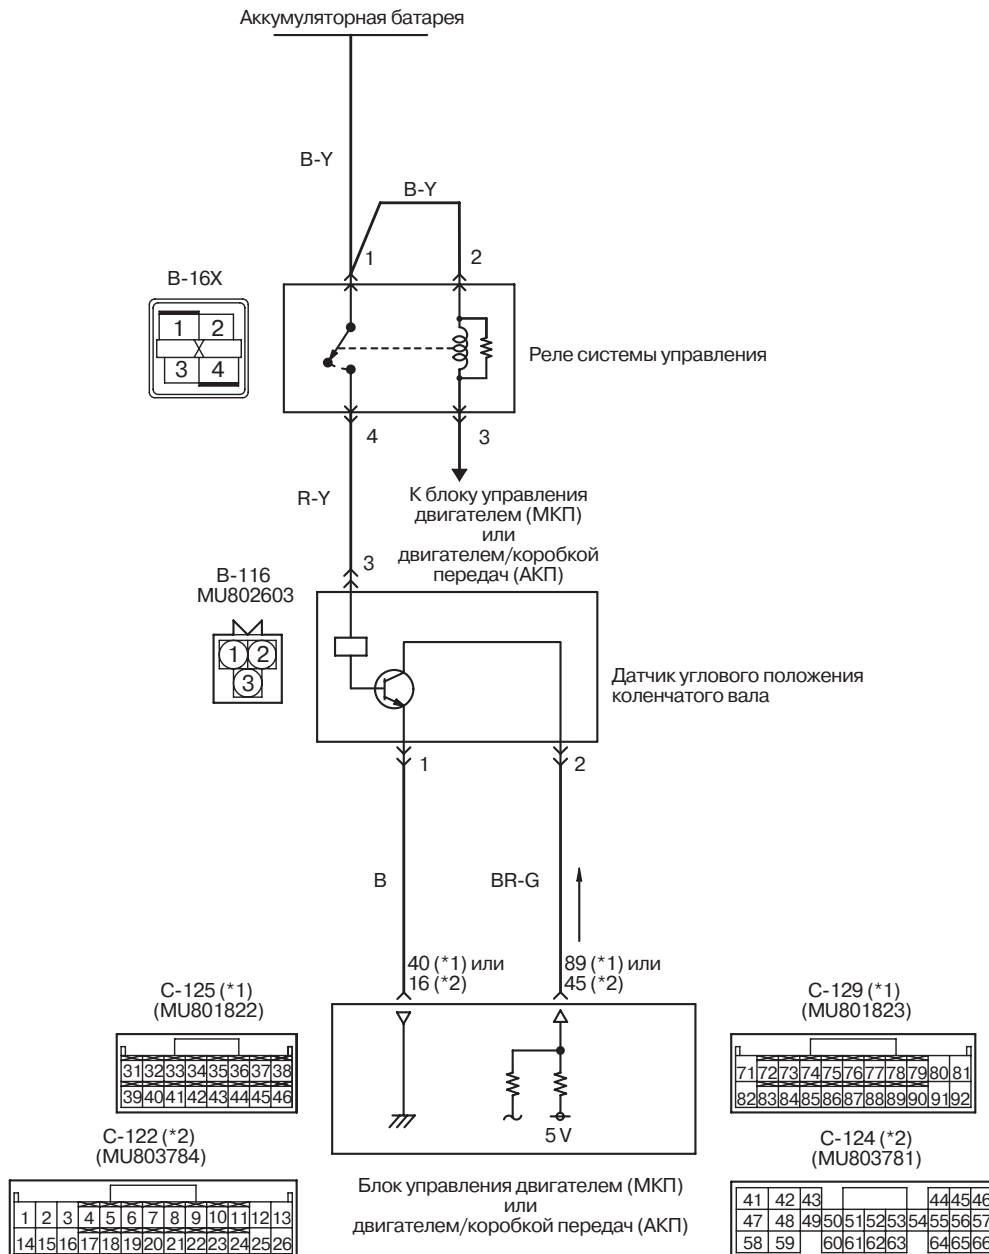 Аккумуляторная батарея
B-Y
B-Y
1
2
B-16X
1 2
3 4
Реле системы управления
4
3
R-Y
К блоку управления
двигателем (МКП)
или
двигателем/коробкой
передач (АКП)
3
B-116
MU802603
1 2
3
Датчик углового положения
коленчатого вала
1
2
B
BR-G
40 (*1) или
16 (*2)
89 (*1) или
45 (*2)
C-125 (*1)
(MU801822)
31 32 33 34 35 36 37 38
39 40 41 42 43 44 45 46
C-129 (*1)
(MU801823)
71 72 73 74 75 76 77 78 79 80 81
82 83 84 85 86 87 88 89 90 91 92
5 V
C-122 (*2)
(MU803784)
1 2 3 4 5 6 7 8 9 10 11 12 13
14 15 16 17 18 19 20 21 22 23 24 25 26
Блок управления двигателем (МКП)
или
двигателем/коробкой передач (АКП)
C-124 (*2)
(MU803781)
41 42 43 44 45 46
47 48 49 50 51 52 53 54 55 56 57
58 59 60 61 62 63 64 65 66